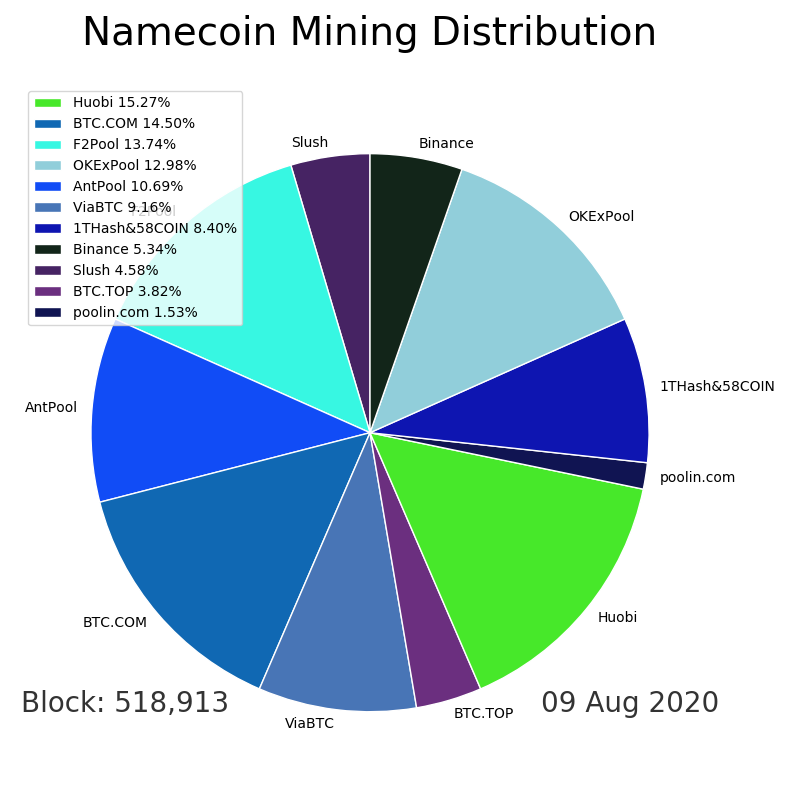 Namecoin Mining Distribution
Huobi 15.27%
BTC.COM 14.50%
F2Pool 13.74%
OKExPool 12.98%
AntPool 10.69%
ViaBTC 9.16%
1THash&58COIN 8.40%
Binance 5.34%
Slush 4.58%
BTC.TOP 3.82%
poolin.com 1.53%
Slush
Binance
F2Pool
OKExPool
1THash&58COIN
AntPool
poolin.com
Huobi
BTC.COM
BTC.TOP
ViaBTC
Block: 518,913
09 Aug 2020